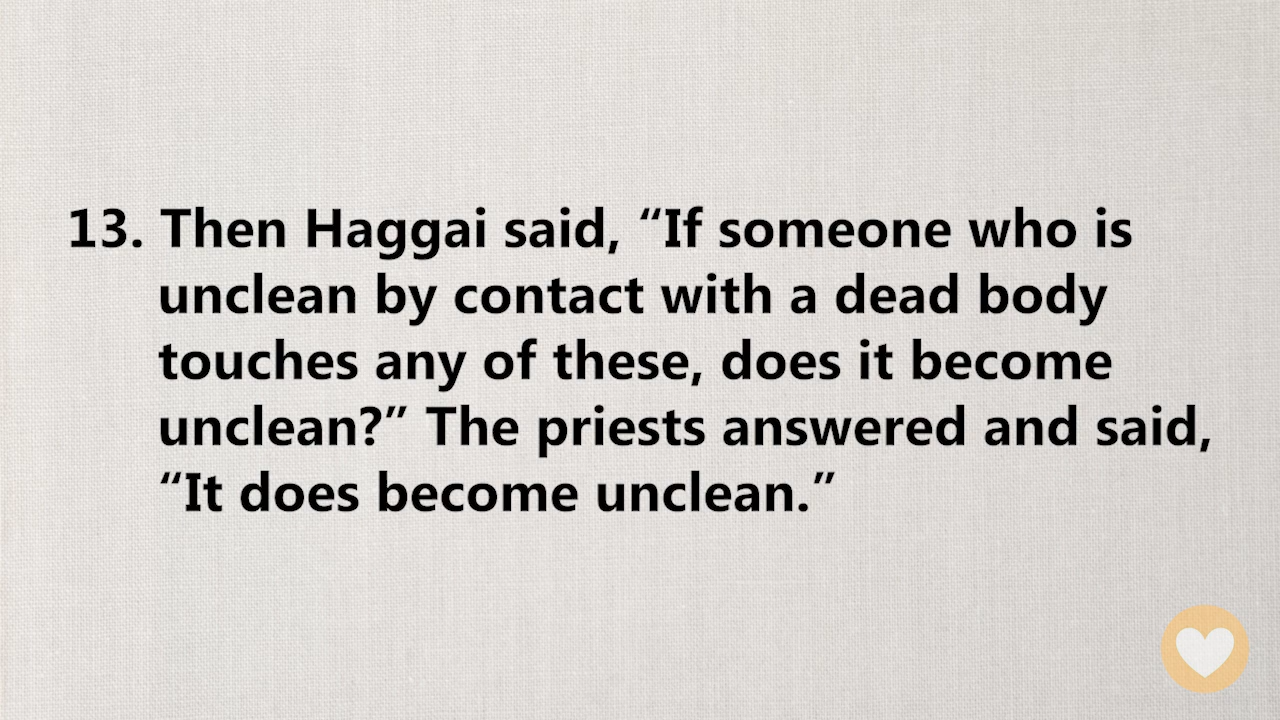 13. Then Haggai said, “If someone who is
unclean by contact with a dead body
touches any of these, does it become
unclean?” The priests answered and said,
“It does become unclean.”